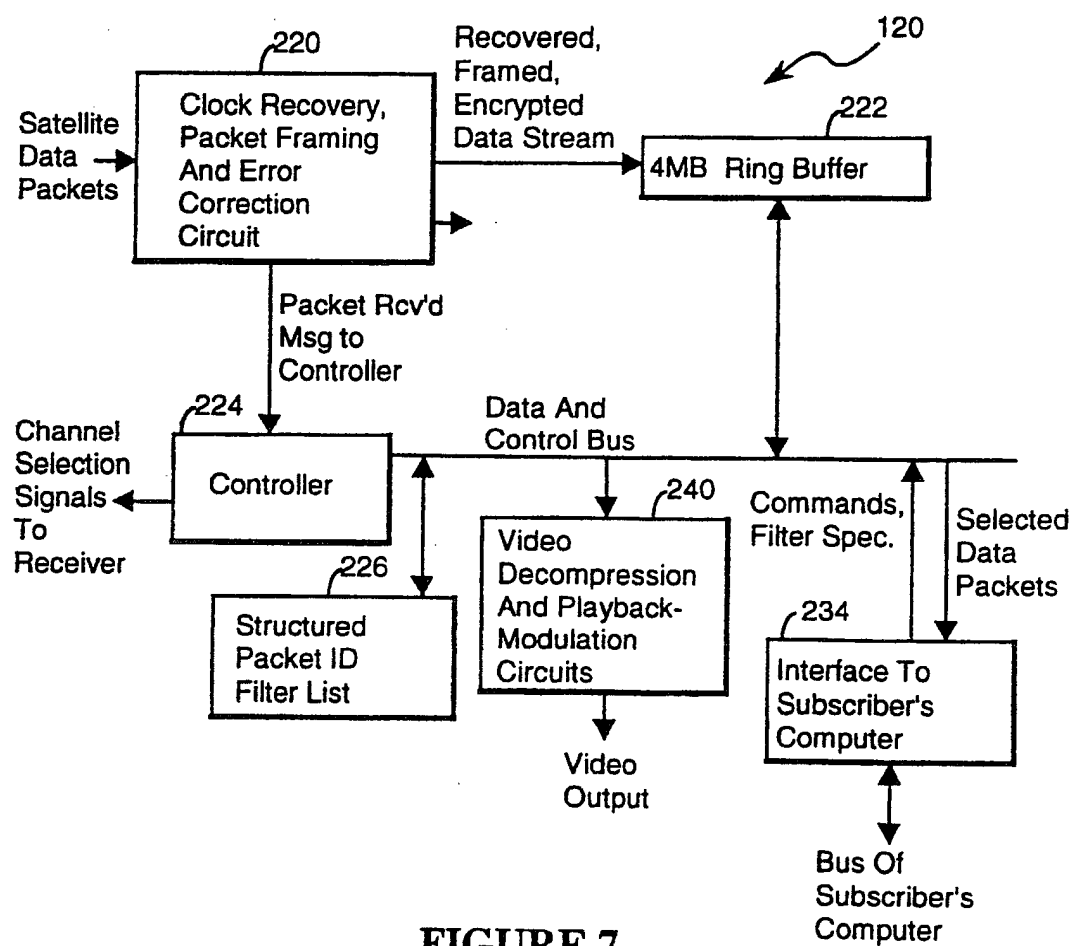 120
220
Recovered,
Framed,
Encrypted
Data Stream
Satellite
Data
Packets
Clock Recovery,
Packet Framing
And Error
Correction
Circuit
222
4MB Ring Buffer
Packet Rcv'd
Msg to
Controller
224
Channel
Selection
Signals
To
Receiver
Controller
Data And
Control Bus
226
Structured
Packet ID
Filter List
240
Video
Decompression
And Playback-
Modulation
Circuits
Video
Output
Commands,
Filter Spec.
Selected
Data
Packets
234
Interface To
Subscriber's
Computer
Bus Of
Subscriber's
Computer
FIGURE 7